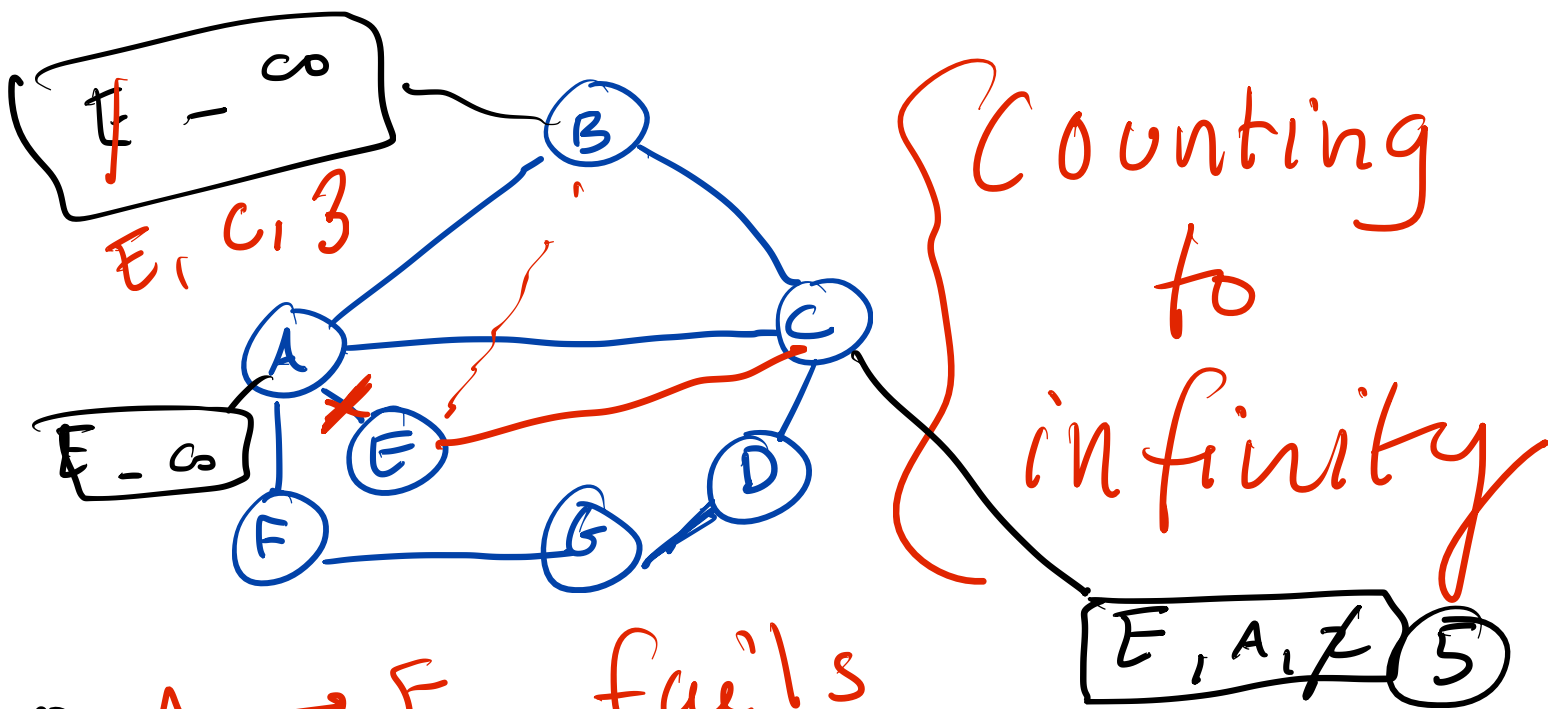 E - ∞
E, C, 3
B
Counting
to
infinity
A
C
E - ∞
E
D
F
G
E, A, 2 5
A → E fails